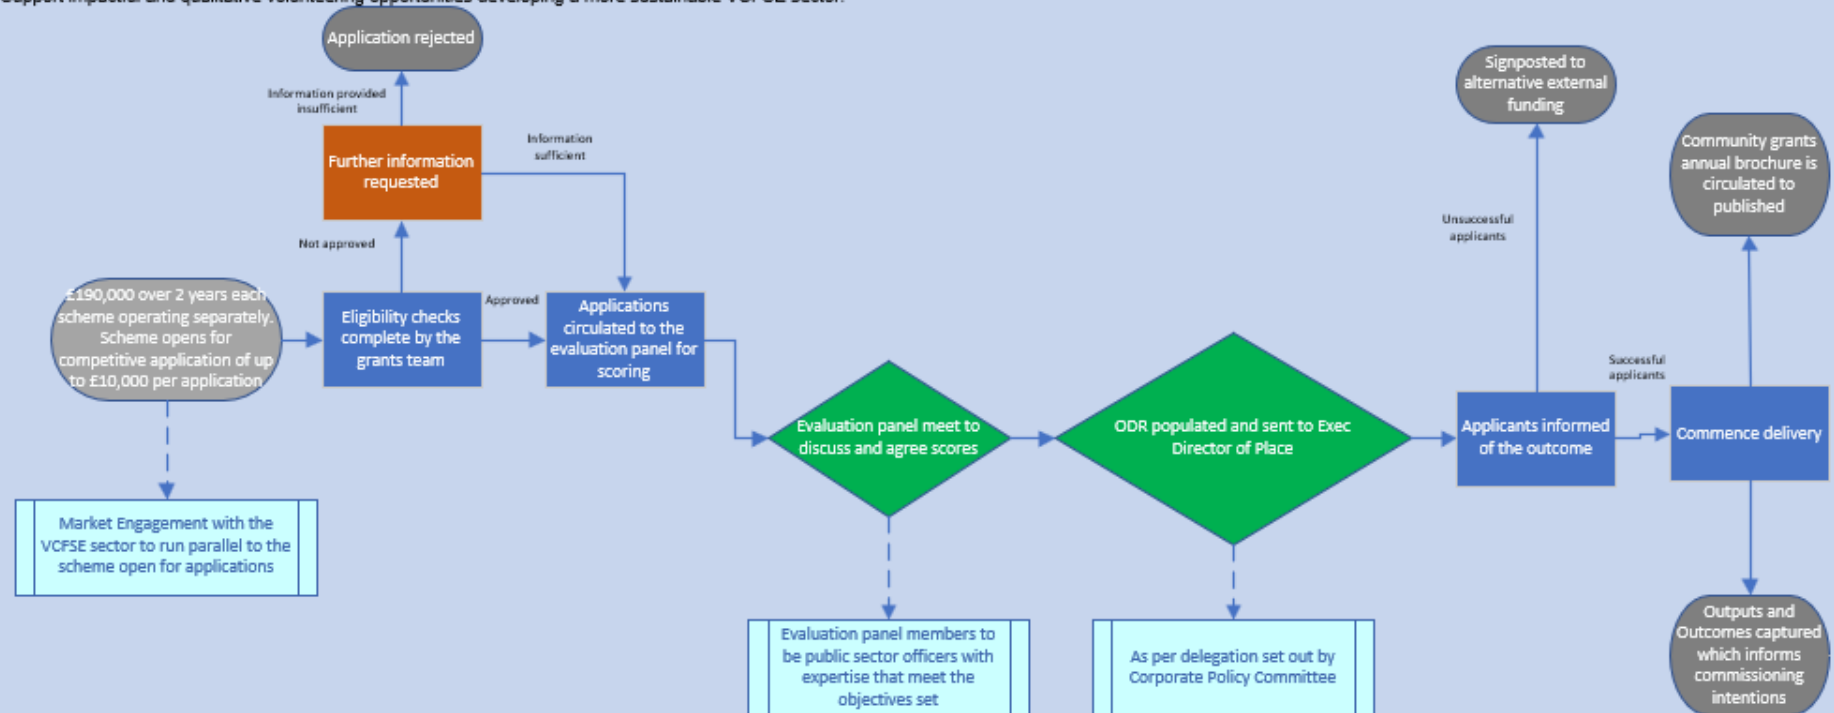 Application rejected
Information provided
insufficient
Further information
requested
Information
sufficient
Not approved
£190,000 over 2 years each
scheme operating separately.
Scheme opens for
competitive application of up
to £10,000 per application
Eligibility checks
complete by the
grants team
Approved
Applications
circulated to the
evaluation panel for
scoring
Market Engagement with the
VCFSE sector to run parallel to the
scheme open for applications
Evaluation panel meet to
discuss and agree scores
Evaluation panel members to
be public sector officers with
expertise that meet the
objectives set
ODR populated and sent to Exec
Director of Place
As per delegation set out by
Corporate Policy Committee
Applicants informed
of the outcome
Unsuccessful
applicants
Signposted to
alternative external
funding
Successful
applicants
Commence delivery
Community grants
annual brochure is
circulated to
published
Outputs and
Outcomes captured
which informs
commissioning
intentions